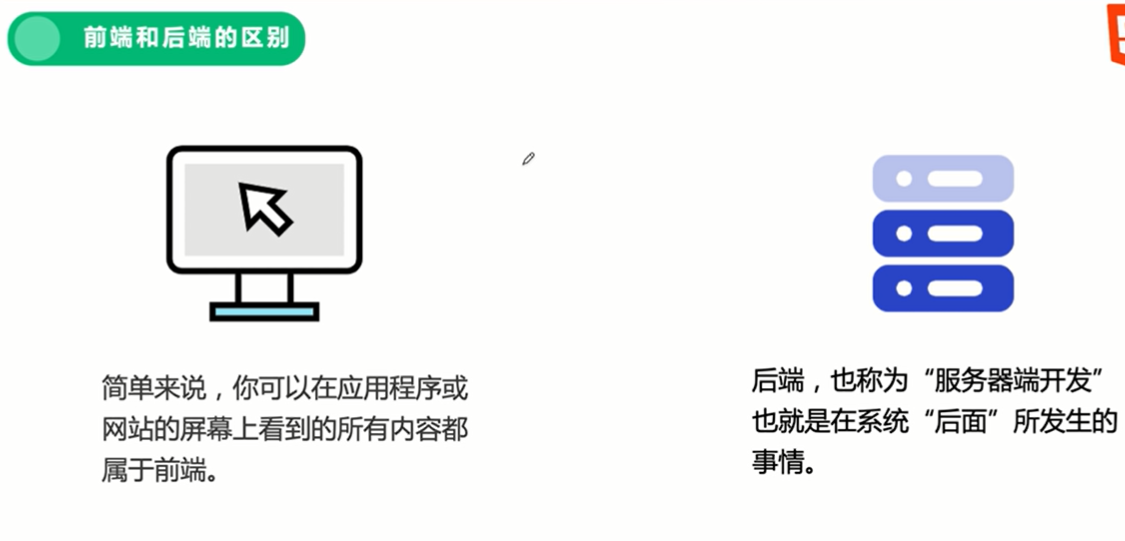 前端和后端的区别
简单来说，你可以在应用程序或
网站的屏幕上看到的所有内容都
属于前端。
后端，也称为“服务器端开发”
也就是在系统“后面”所发生的
事情。